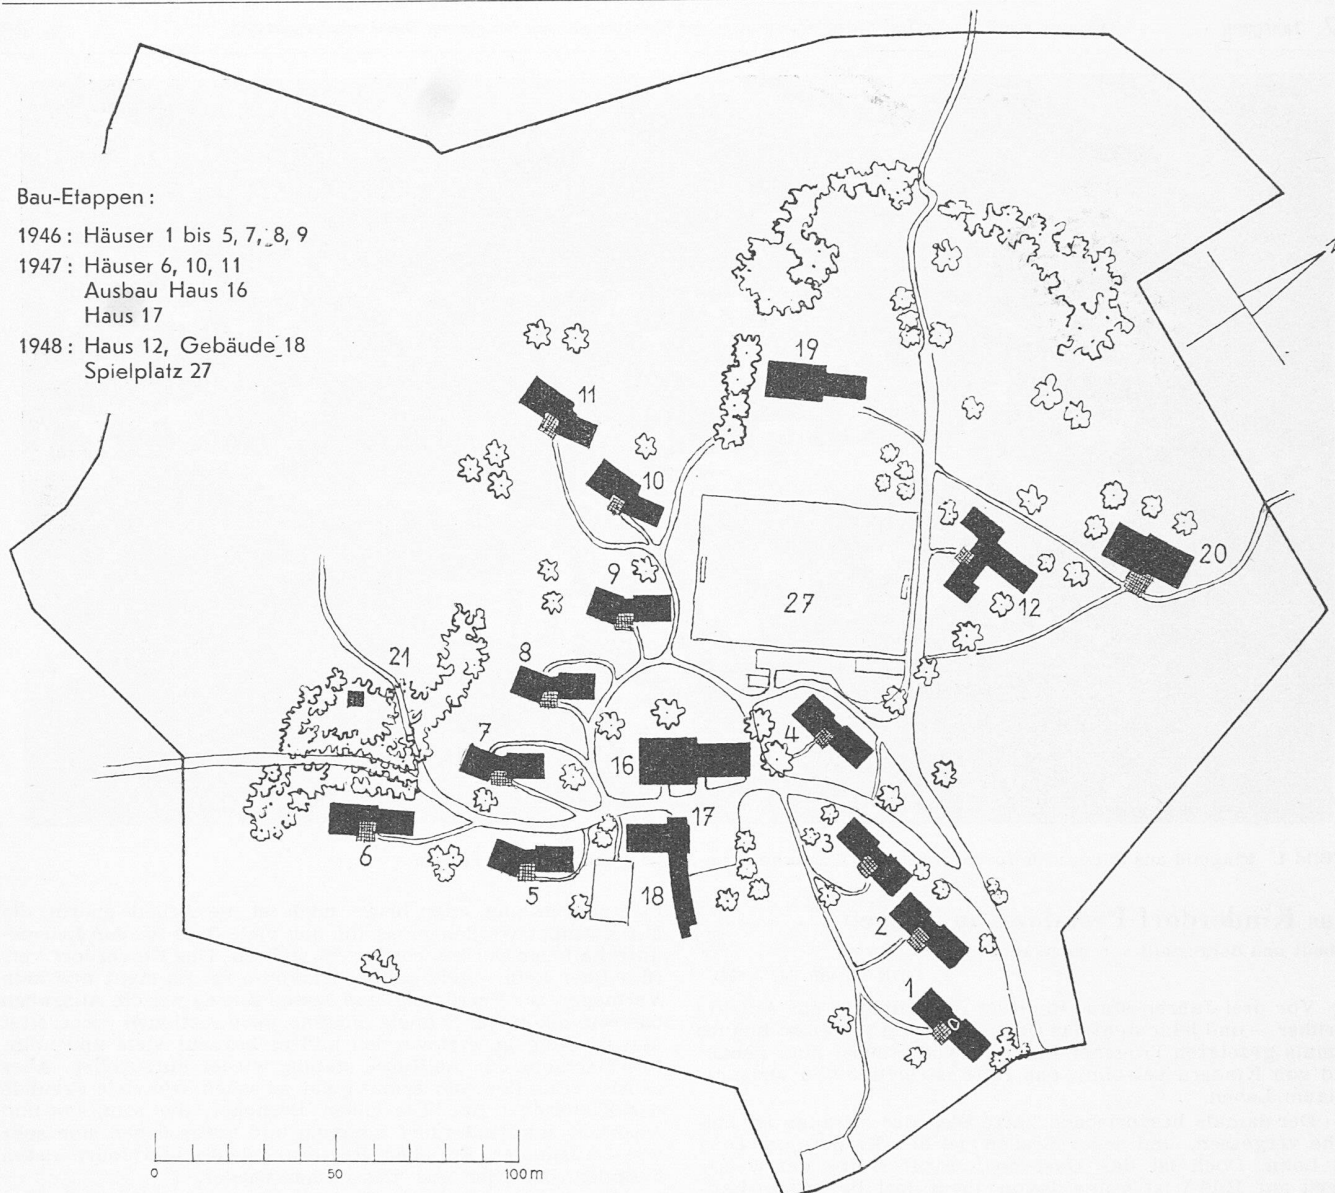 Bau-Etappen:
1946: Häuser 1 bis 5, 7, 8, 9
1947: Häuser 6, 10, 11
Ausbau Haus 16
Haus 17
1948: Haus 12, Gebäude 18
Spielplatz 27
19
11
10
20
9
27
12
21
8
7
4
16
17
3
6
5
18
2
1
0 50 100 m